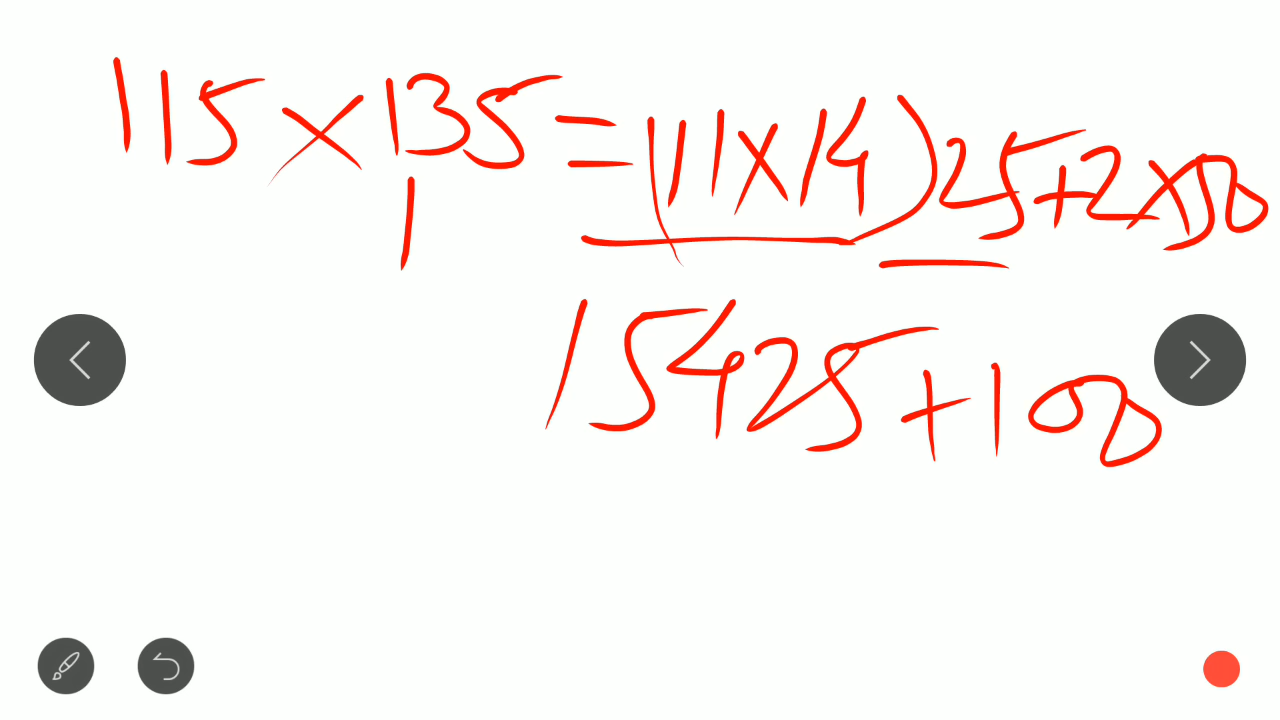 115 × 135 = (11 × 14) 25 + 2 × 50
1
15425 + 100